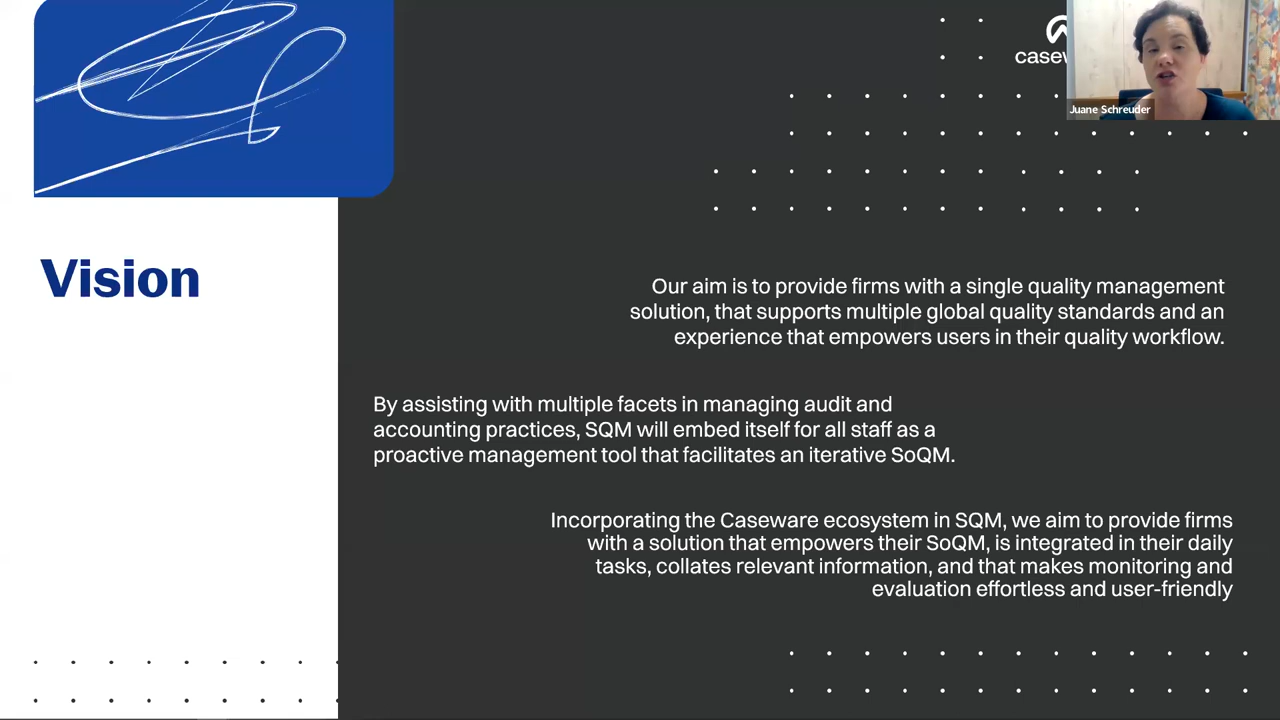 Juane Schreuder
Vision
Our aim is to provide firms with a single quality management
solution, that supports multiple global quality standards and an
experience that empowers users in their quality workflow.
By assisting with multiple facets in managing audit and
accounting practices, SQM will embed itself for all staff as a
proactive management tool that facilitates an iterative SoQM.
Incorporating the Caseware ecosystem in SQM, we aim to provide firms
with a solution that empowers their SoQM, is integrated in their daily
tasks, collates relevant information, and that makes monitoring and
evaluation effortless and user-friendly